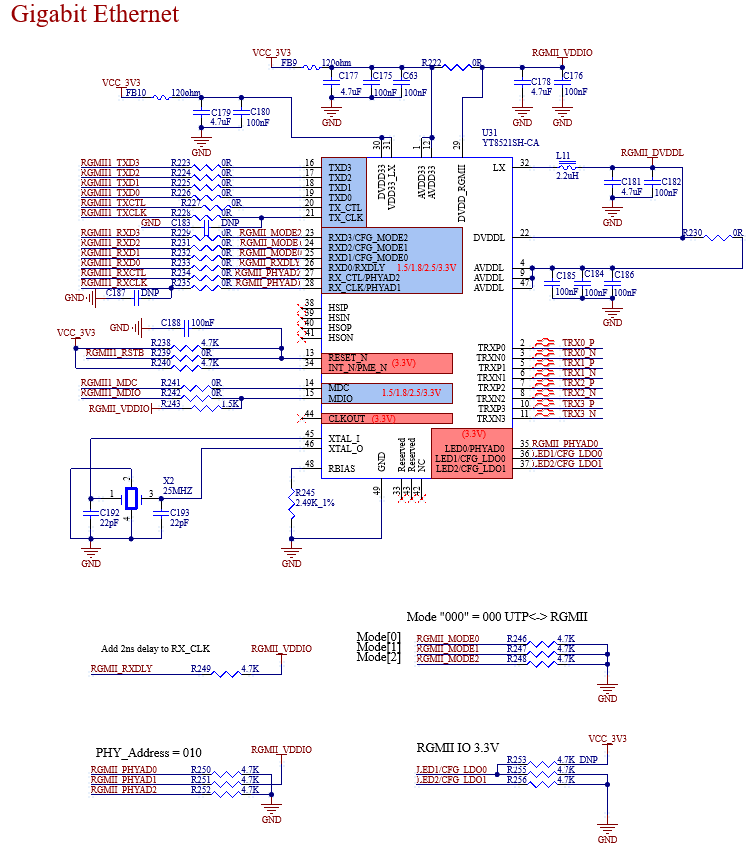 Gigabit Ethernet
VCC_3V3
FB9 120ohm
C177 4.7uF
C175 100nF
C63 100nF
R222 0R
RGMII_VDDIO
C178 4.7uF
C176 100nF
GND
GND
GND
VCC_3V3
FB10 120ohm
C179 4.7uF
C180 100nF
GND
U31
YT8521SH-CA
30 31 1 12 29
DVDD33
VDD33_LX
AVDD33
AVDD33
DVDD_RGMII
RGMII1_TXD3 R223 0R 16 TXD3
RGMII1_TXD2 R224 0R 17 TXD2
RGMII1_TXD1 R225 0R 18 TXD1
RGMII1_TXD0 R226 0R 19 TXD0
RGMII1_TXCTL R227 0R 20 TX_CTL
RGMII1_TXCLK R228 0R 21 TX_CLK
GND C183 DNP
RGMII1_RXD3 R229 0R RGMII_MODE2 23 RXD3/CFG_MODE2
RGMII1_RXD2 R231 0R RGMII_MODE1 24 RXD2/CFG_MODE1
RGMII1_RXD1 R232 0R RGMII_MODE0 25 RXD1/CFG_MODE0
RGMII1_RXD0 R233 0R RGMII_RXDLY 26 RXD0/RXDLY 1.5/1.8/2.5/3.3V
RGMII1_RXCTL R234 0R RGMII_PHYAD2 27 RX_CTL/PHYAD2
RGMII1_RXCLK R235 0R RGMII_PHYAD1 28 RX_CLK/PHYAD1
GND C187 DNP
LX 32
L11
2.2uH
RGMII_DVDDL
C181 4.7uF
C182 100nF
GND
DVDDL 22
R230 0R
AVDDL 4
AVDDL 9
AVDDL 47
C185 100nF
C184 100nF
C186 100nF
GND
38 HSIP
39 HSIN
40 HSOP
41 HSON
GND C188 100nF
VCC_3V3
R238 4.7K
RGMII1_RSTB R239 0R 13 RESET_N (3.3V)
R240 4.7K 34 INT_N/PME_N
RGMII1_MDC R241 0R 14 MDC
RGMII1_MDIO R242 0R 15 MDIO 1.5/1.8/2.5/3.3V
RGMII_VDDIO R243 1.5K
44 CLKOUT (3.3V)
TRXP0 2 TRX0_P
TRXN0 3 TRX0_N
TRXP1 5 TRX1_P
TRXN1 6 TRX1_N
TRXP2 7 TRX2_P
TRXN2 8 TRX2_N
TRXP3 10 TRX3_P
TRXN3 11 TRX3_N
45 XTAL_I
46 XTAL_O
48 RBIAS
GND
Reserved
Reserved
NC
49 33 43 42
(3.3V)
LED0/PHYAD0 35 RGMII_PHYAD0
LED1/CFG_LDO0 36 LED1/CFG_LDO0
LED2/CFG_LDO1 37 LED2/CFG_LDO1
X2
25MHZ
1 2 3 4
C192
22pF
C193
22pF
GND
R245
2.49K_1%
GND
Mode "000" = 000 UTP<-> RGMII
Mode[0] RGMII_MODE0 R246 4.7K
Mode[1] RGMII_MODE1 R247 4.7K
Mode[2] RGMII_MODE2 R248 4.7K
GND
Add 2ns delay to RX_CLK
RGMII_VDDIO
RGMII_RXDLY R249 4.7K
PHY_Address = 010
RGMII_VDDIO
RGMII_PHYAD0 R250 4.7K
RGMII_PHYAD1 R251 4.7K
RGMII_PHYAD2 R252 4.7K
GND
RGMII IO 3.3V
VCC_3V3
R253 4.7K DNP
LED1/CFG_LDO0 R255 4.7K
LED2/CFG_LDO1 R256 4.7K
GND